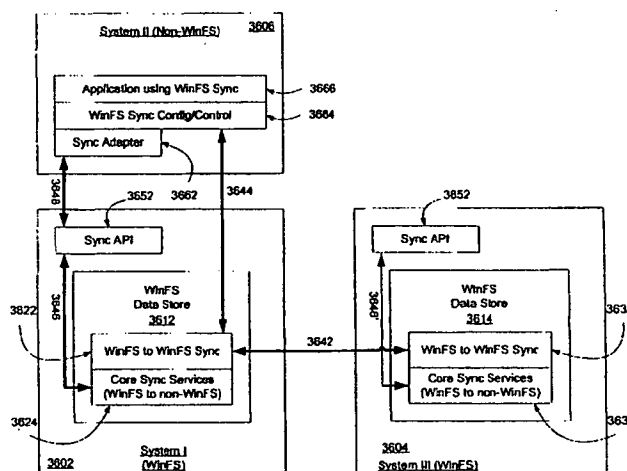 System II (Non-WinFS) 3606
Application using WinFS Sync
3666
WinFS Sync Config/Control
3664
Sync Adapter
3648
3652
3662
3644
3652
Sync API
Sync API
3646
WinFS
Data Store
3612
3646'
WinFS
Data Store
3614
3622
WinFS to WinFS Sync
3642
WinFS to WinFS Sync
Core Sync Services
(WinFS to non-WinFS)
Core Sync Services
(WinFS to non-WinFS)
3624
3602
System I
(WinFS)
3604
System III (WinFS)